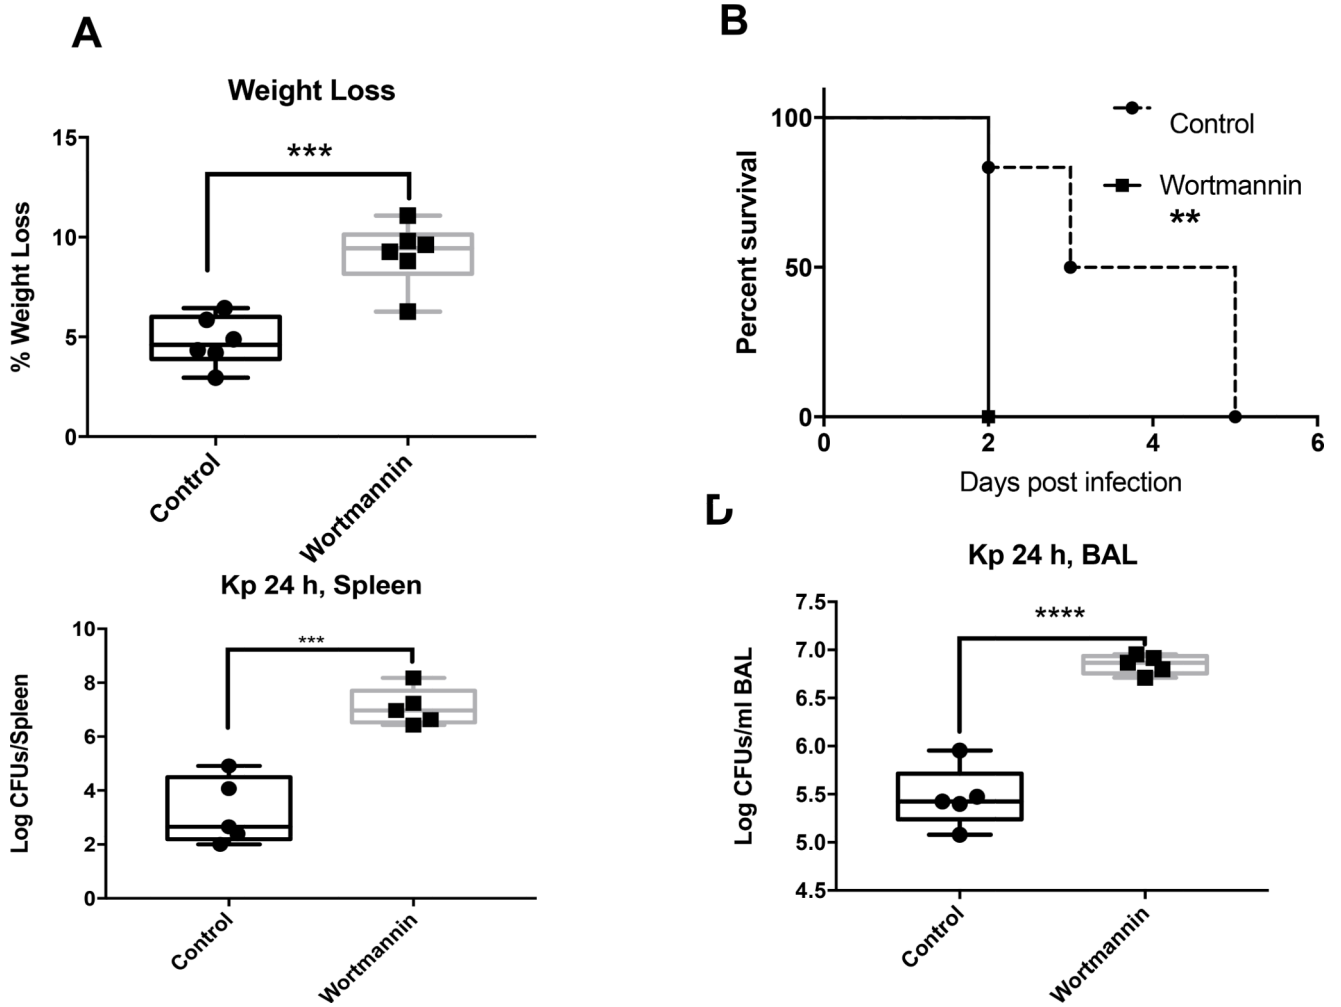 A
Weight Loss
15
10
5
0
% Weight Loss
***
Control
Wortmannin
B
100
50
0
Percent survival
Control
Wortmannin
**
0 2 4 6
Days post infection
Kp 24 h, Spleen
10
8
6
4
2
0
Log CFUs/Spleen
***
Control
Wortmannin
D
Kp 24 h, BAL
7.5
7.0
6.5
6.0
5.5
5.0
4.5
Log CFUs/ml BAL
****
Control
Wortmannin